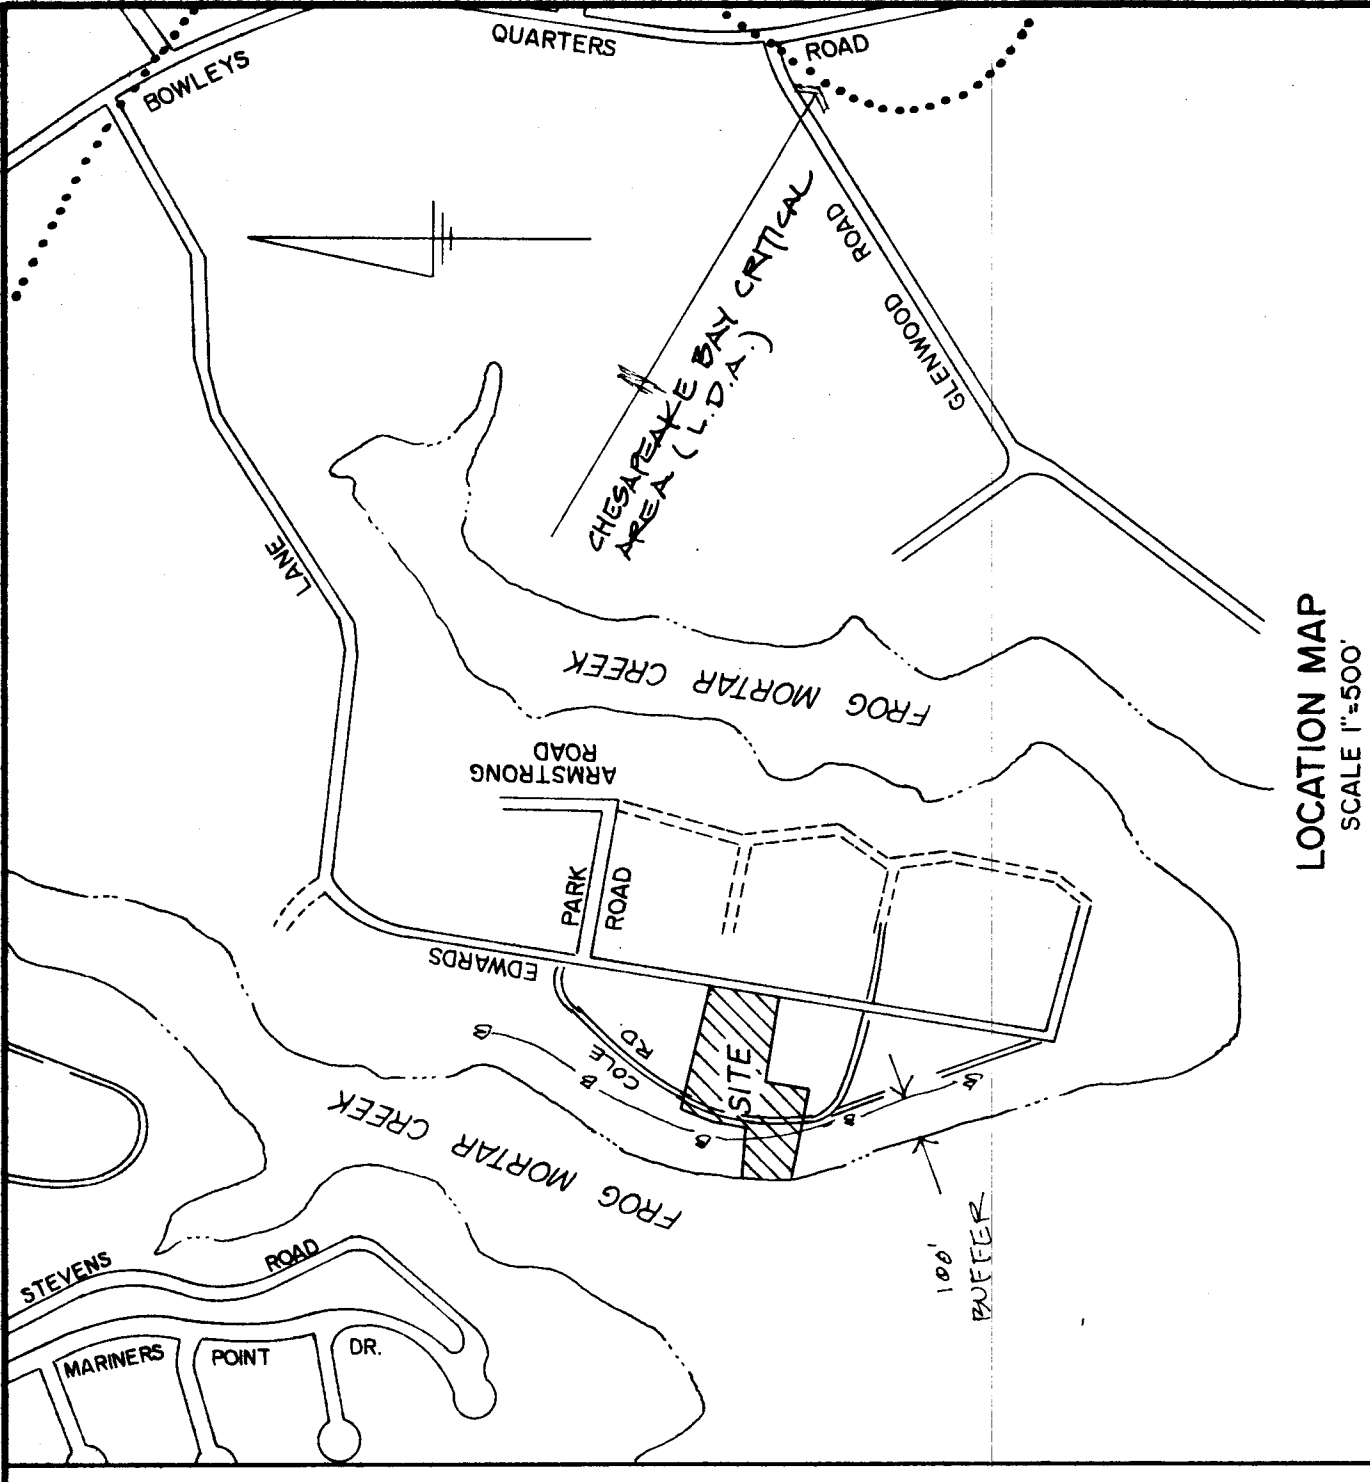 BOWLEYS
QUARTERS
ROAD
CHESAPEAKE BAY CRITICAL
AREA (L.D.A.)
GLENWOOD ROAD
LANE
FROG MORTAR CREEK
ARMSTRONG
ROAD
PARK
ROAD
EDWARDS
COLE
RD
SITE
B
B
B
B
B
FROG MORTAR CREEK
100'
BUFFER
STEVENS ROAD
MARINERS POINT DR.
LOCATION MAP
SCALE 1"=500'